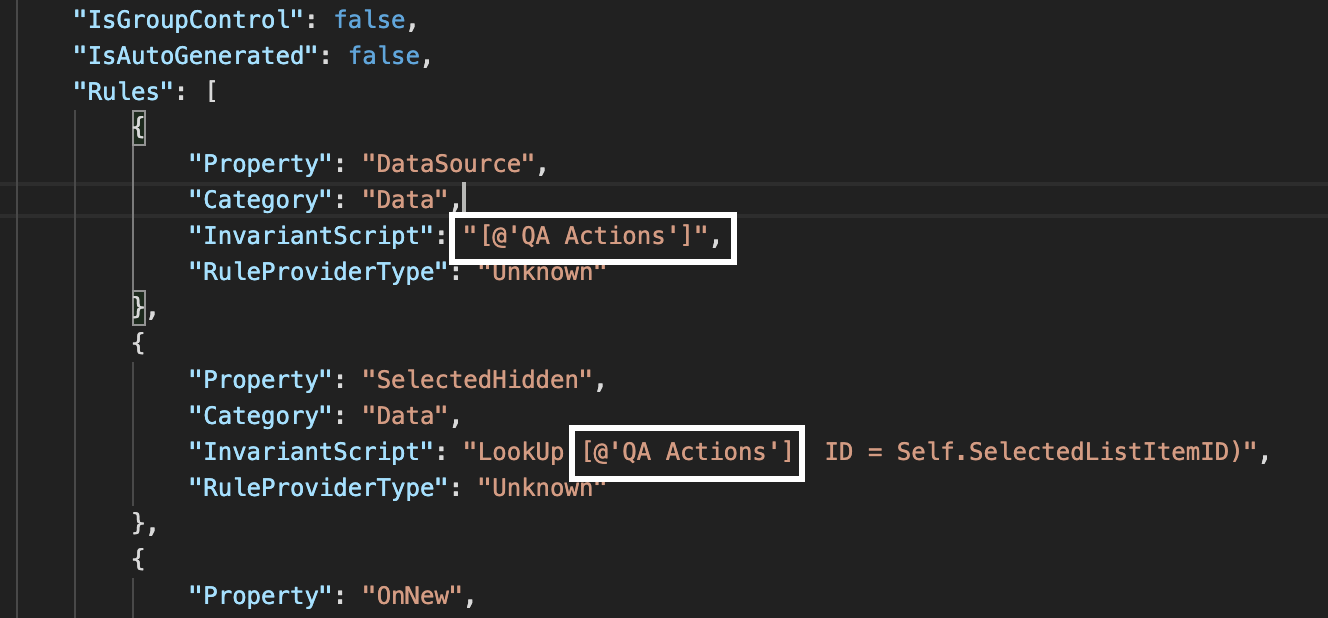 "IsGroupControl": false,
"IsAutoGenerated": false,
"Rules": [
{
"Property": "DataSource",
"Category": "Data",
"InvariantScript": "[@'QA Actions']",
"RuleProviderType": "Unknown"
},
{
"Property": "SelectedHidden",
"Category": "Data",
"InvariantScript": "LookUp [@'QA Actions'] ID = Self.SelectedListItemID)",
"RuleProviderType": "Unknown"
},
{
"Property": "OnNew",